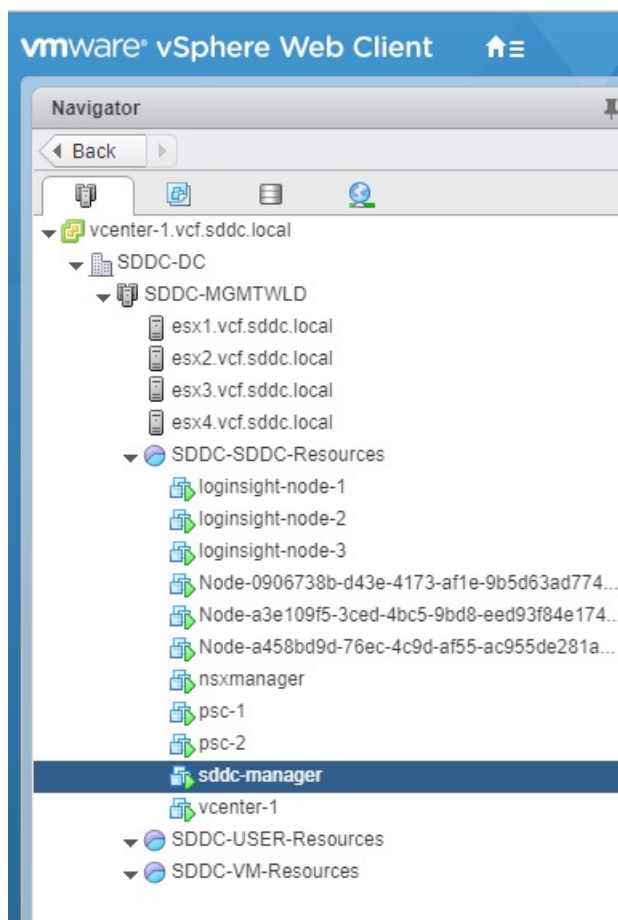 vmware® vSphere Web Client
Navigator
Back
vcenter-1.vcf.sddc.local
SDDC-DC
SDDC-MGMTWLD
esx1.vcf.sddc.local
esx2.vcf.sddc.local
esx3.vcf.sddc.local
esx4.vcf.sddc.local
SDDC-SDDC-Resources
loginsight-node-1
loginsight-node-2
loginsight-node-3
Node-0906738b-d43e-4173-af1e-9b5d63ad774...
Node-a3e109f5-3ced-4bc5-9bd8-eed93f84e174...
Node-a458bd9d-76ec-4c9d-af55-ac955de281a...
nsxmanager
psc-1
psc-2
sddc-manager
vcenter-1
SDDC-USER-Resources
SDDC-VM-Resources